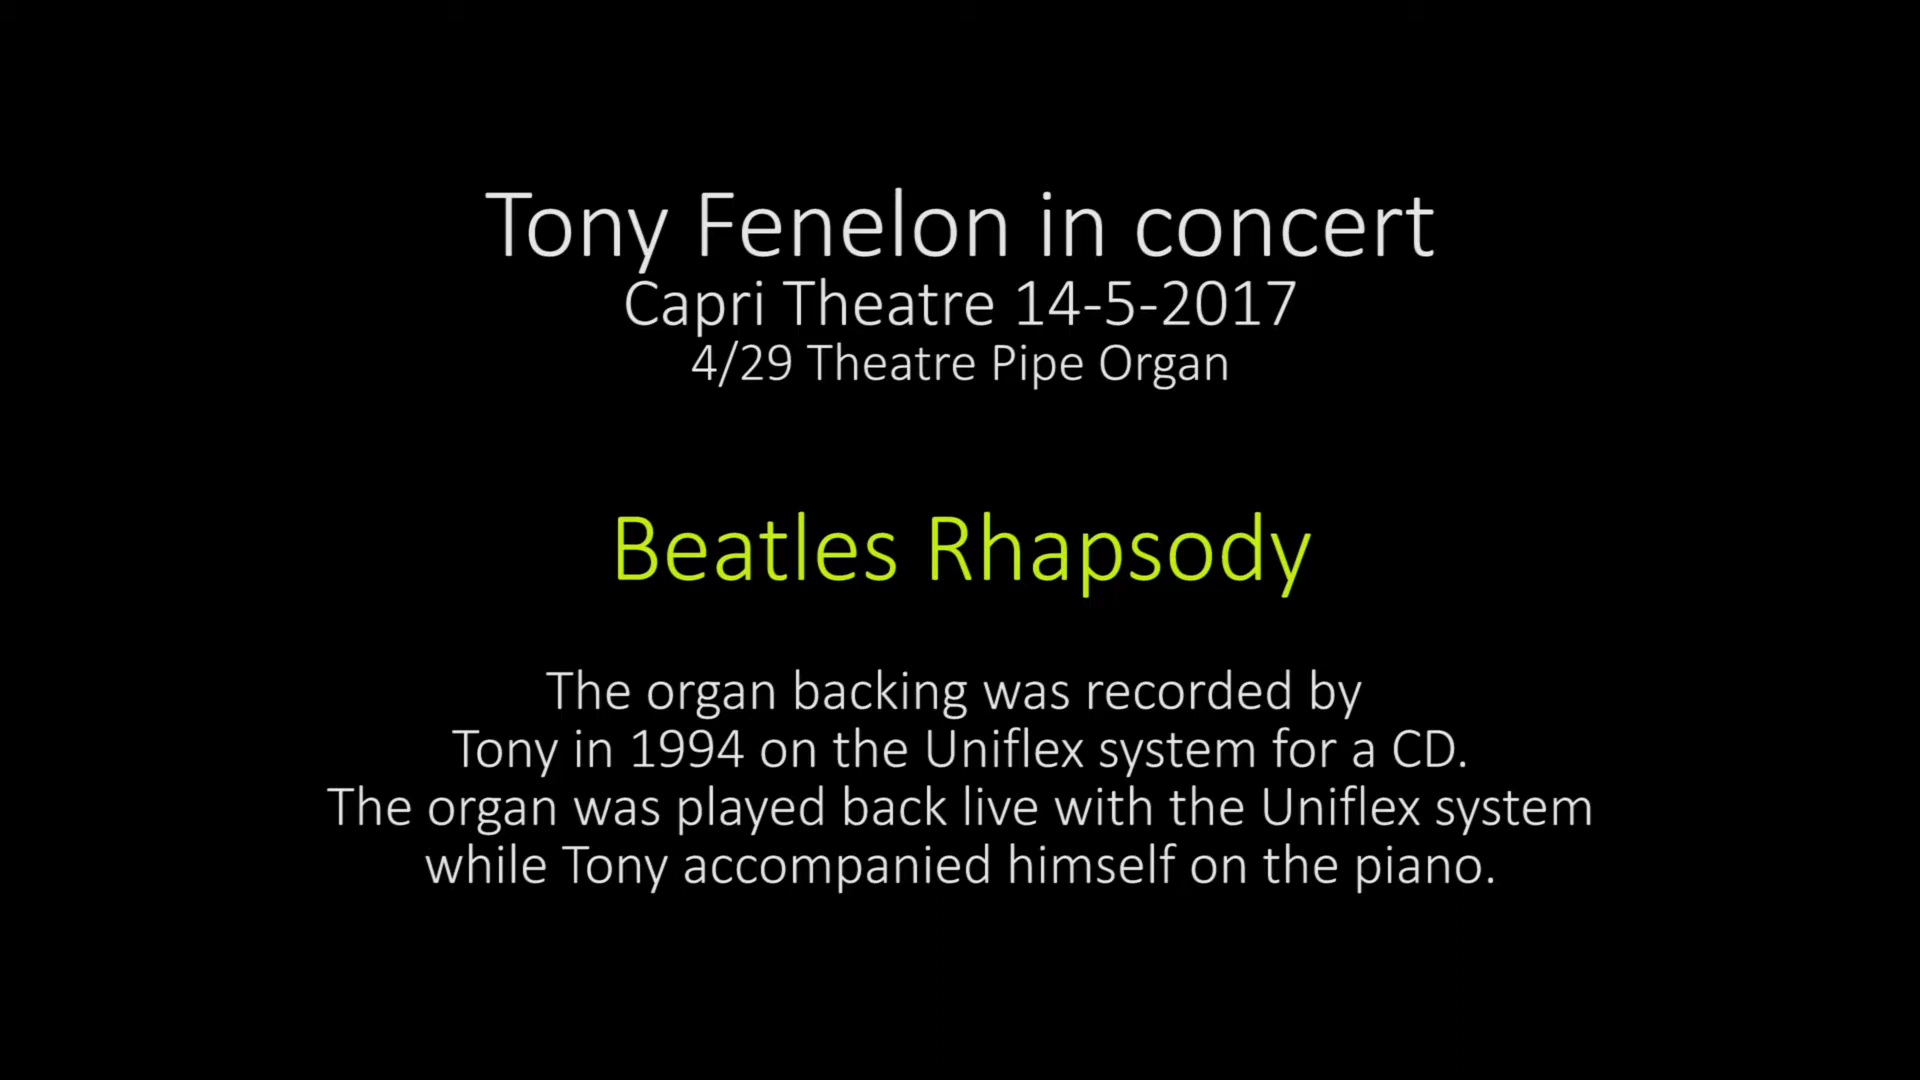 Tony Fenelon in concert
Capri Theatre 14-5-2017
4/29 Theatre Pipe Organ
Beatles Rhapsody
The organ backing was recorded by
Tony in 1994 on the Uniflex system for a CD.
The organ was played back live with the Uniflex system
while Tony accompanied himself on the piano.